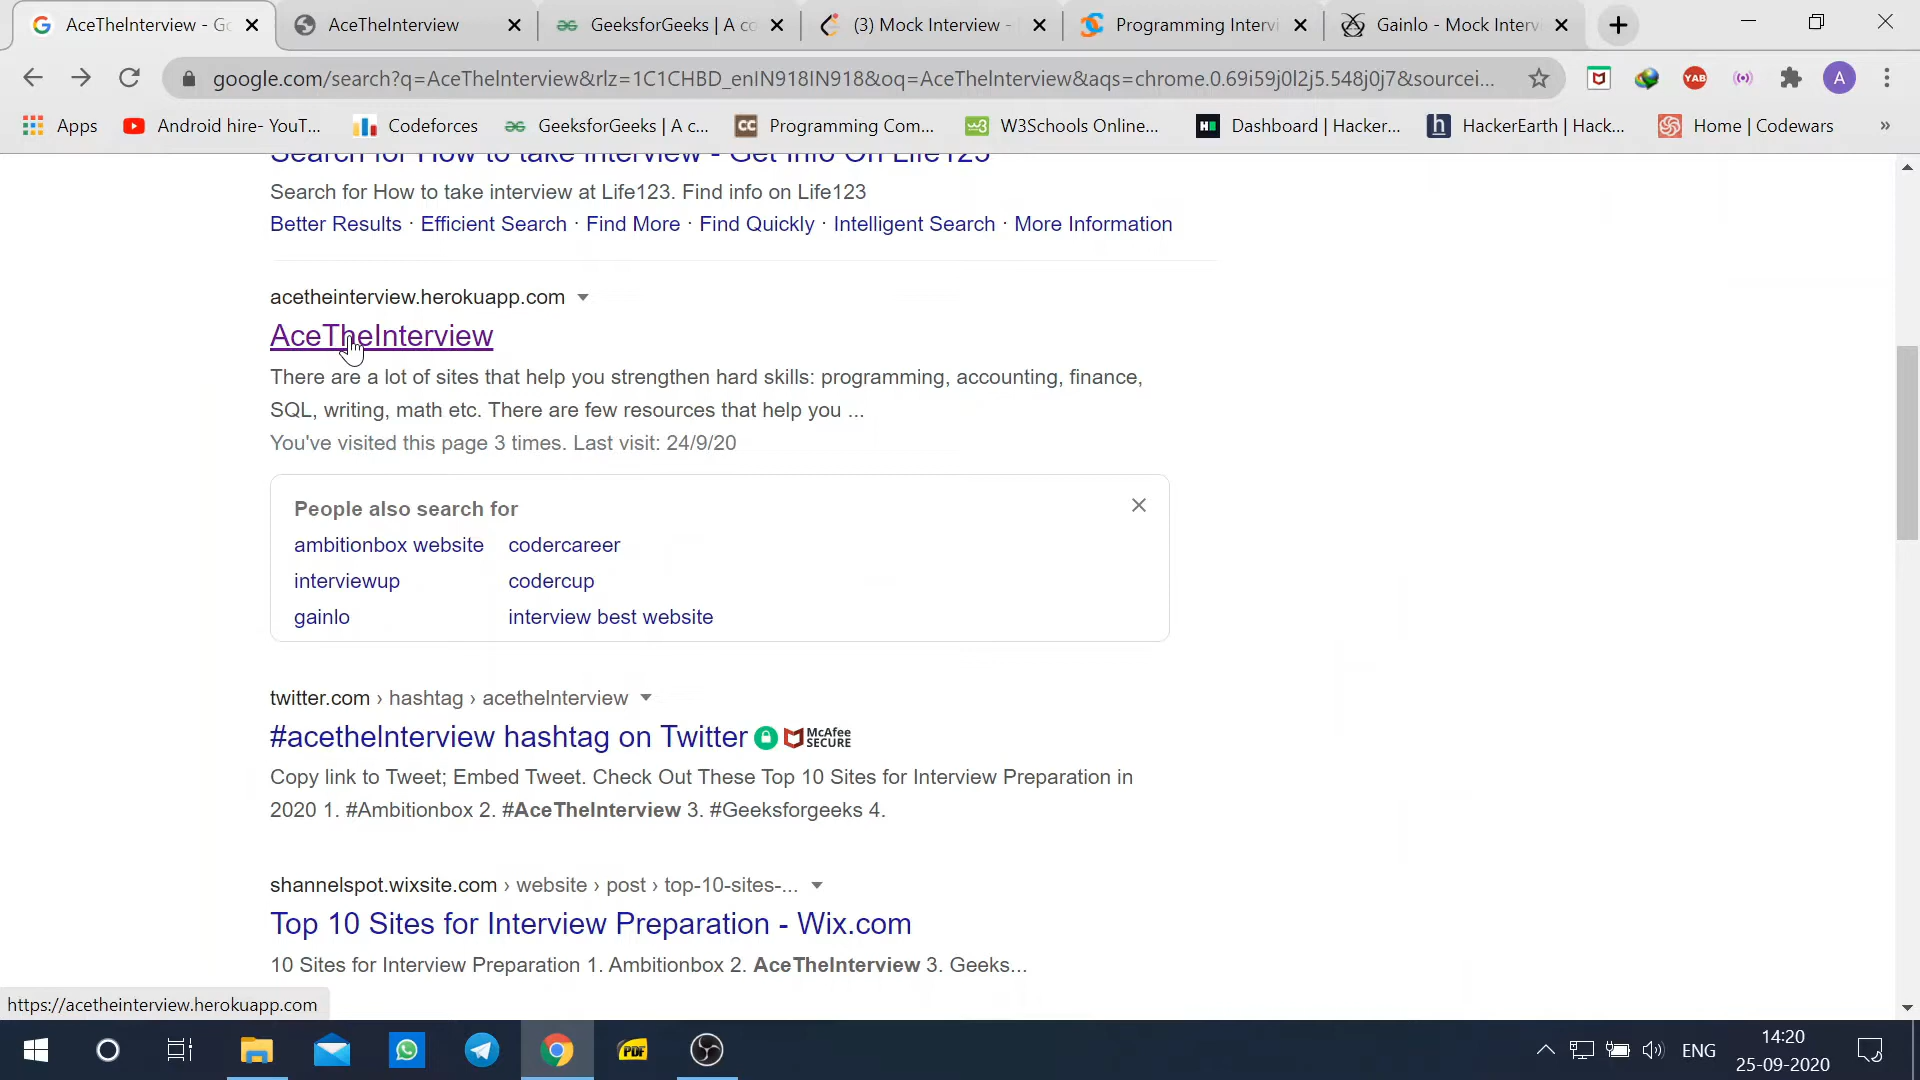 AceTheInterview - Go
AceTheInterview
GeeksforGeeks | A co
(3) Mock Interview -
Programming Intervi
Gainlo - Mock Interv
google.com/search?q=AceTheInterview&rlz=1C1CHBD_enIN918IN918&oq=AceTheInterview&aqs=chrome.0.69i59j0l2j5.548j0j7&sourcei...
YAB
A
Apps
Android hire- YouT...
Codeforces
GeeksforGeeks | A c...
CC
Programming Com...
W3Schools Online...
Dashboard | Hacker...
HackerEarth | Hack...
Home | Codewars
»
Search for How to take interview - Get Info On Life123
Search for How to take interview at Life123. Find info on Life123
Better Results · Efficient Search · Find More · Find Quickly · Intelligent Search · More Information
acetheinterview.herokuapp.com
AceTheInterview
There are a lot of sites that help you strengthen hard skills: programming, accounting, finance,
SQL, writing, math etc. There are few resources that help you ...
You've visited this page 3 times. Last visit: 24/9/20
People also search for
ambitionbox website
codercareer
interviewup
codercup
gainlo
interview best website
twitter.com › hashtag › acetheInterview
#acetheInterview hashtag on Twitter
McAfee
SECURE
Copy link to Tweet; Embed Tweet. Check Out These Top 10 Sites for Interview Preparation in
2020 1. #Ambitionbox 2. #AceTheInterview 3. #Geeksforgeeks 4.
shannelspot.wixsite.com › website › post › top-10-sites-...
Top 10 Sites for Interview Preparation - Wix.com
10 Sites for Interview Preparation 1. Ambitionbox 2. AceTheInterview 3. Geeks...
https://acetheinterview.herokuapp.com
PDF
ENG
14:20
25-09-2020